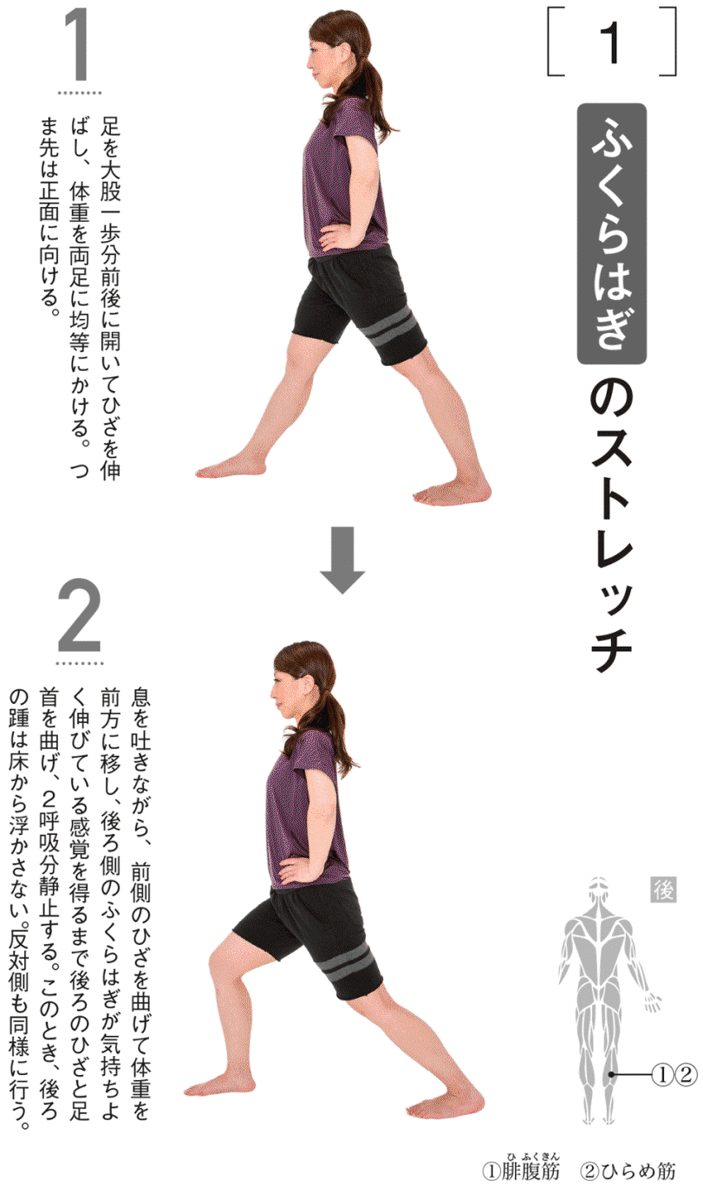 [1]
ふくらはぎのストレッチ
1
足を大股一歩分前後に開いてひざを伸
ばし、体重を両足に均等にかける。つ
ま先は正面に向ける。
2
息を吐きながら、前側のひざを曲げて体重を
前方に移し、後ろ側のふくらはぎが気持ちよ
く伸びている感覚を得るまで後ろのひざと足
首を曲げ、2呼吸分静止する。このとき、後ろ
の踵は床から浮かさない。反対側も同様に行う。
後
①②
ひふくきん
①腓腹筋 ②ひらめ筋